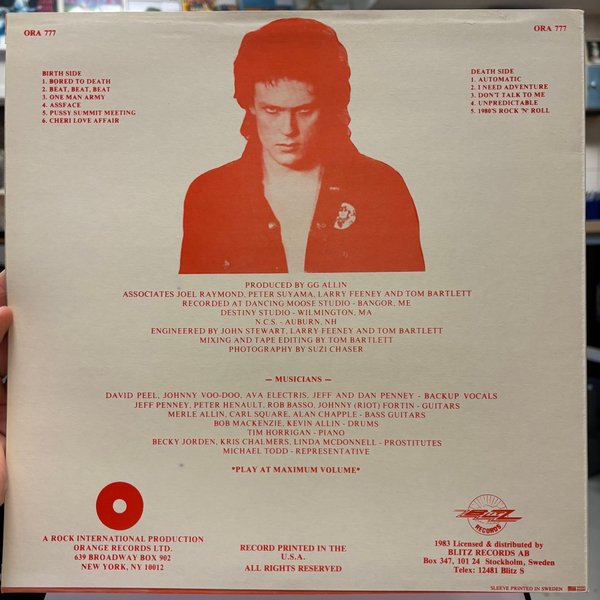 ORA 777
ORA 777
BIRTH SIDE
1. BORED TO DEATH
2. BEAT, BEAT, BEAT
3. ONE MAN ARMY
4. ASSFACE
5. PUSSY SUMMIT MEETING
6. CHERI LOVE AFFAIR
DEATH SIDE
1. AUTOMATIC
2. I NEED ADVENTURE
3. DON'T TALK TO ME
4. UNPREDICTABLE
5. 1980'S ROCK 'N' ROLL
PRODUCED BY GG ALLIN
ASSOCIATES JOEL RAYMOND, PETER SUYAMA, LARRY FEENEY AND TOM BARTLETT
RECORDED AT DANCING MOOSE STUDIO - BANGOR, ME
DESTINY STUDIO - WILMINGTON, MA
N.C.S. - AUBURN, NH
ENGINEERED BY JOHN STEWART, LARRY FEENEY AND TOM BARTLETT
MIXING AND TAPE EDITING BY TOM BARTLETT
PHOTOGRAPHY BY SUZI CHASER
— MUSICIANS —
DAVID PEEL, JOHNNY VOO-DOO, AVA ELECTRIS, JEFF AND DAN PENNEY - BACKUP VOCALS
JEFF PENNEY, PETER HENAULT, ROB BASSO, JOHNNY (RIOT) FORTIN - GUITARS
MERLE ALLIN, CARL SQUARE, ALAN CHAPPLE - BASS GUITARS
BOB MACKENZIE, KEVIN ALLIN - DRUMS
TIM HORRIGAN - PIANO
BECKY JORDEN, KRIS CHALMERS, LINDA MCDONNELL - PROSTITUTES
MICHAEL TODD - REPRESENTATIVE
*PLAY AT MAXIMUM VOLUME*
A ROCK INTERNATIONAL PRODUCTION
ORANGE RECORDS LTD.
639 BROADWAY BOX 902
NEW YORK, NY 10012
RECORD PRINTED IN THE
U.S.A.
ALL RIGHTS RESERVED
BLITZ
RECORDS
1983 Licensed & distributed by
BLITZ RECORDS AB
Box 347, 101 24 Stockholm, Sweden
Telex: 12481 Blitz S
SLEEVE PRINTED IN SWEDEN